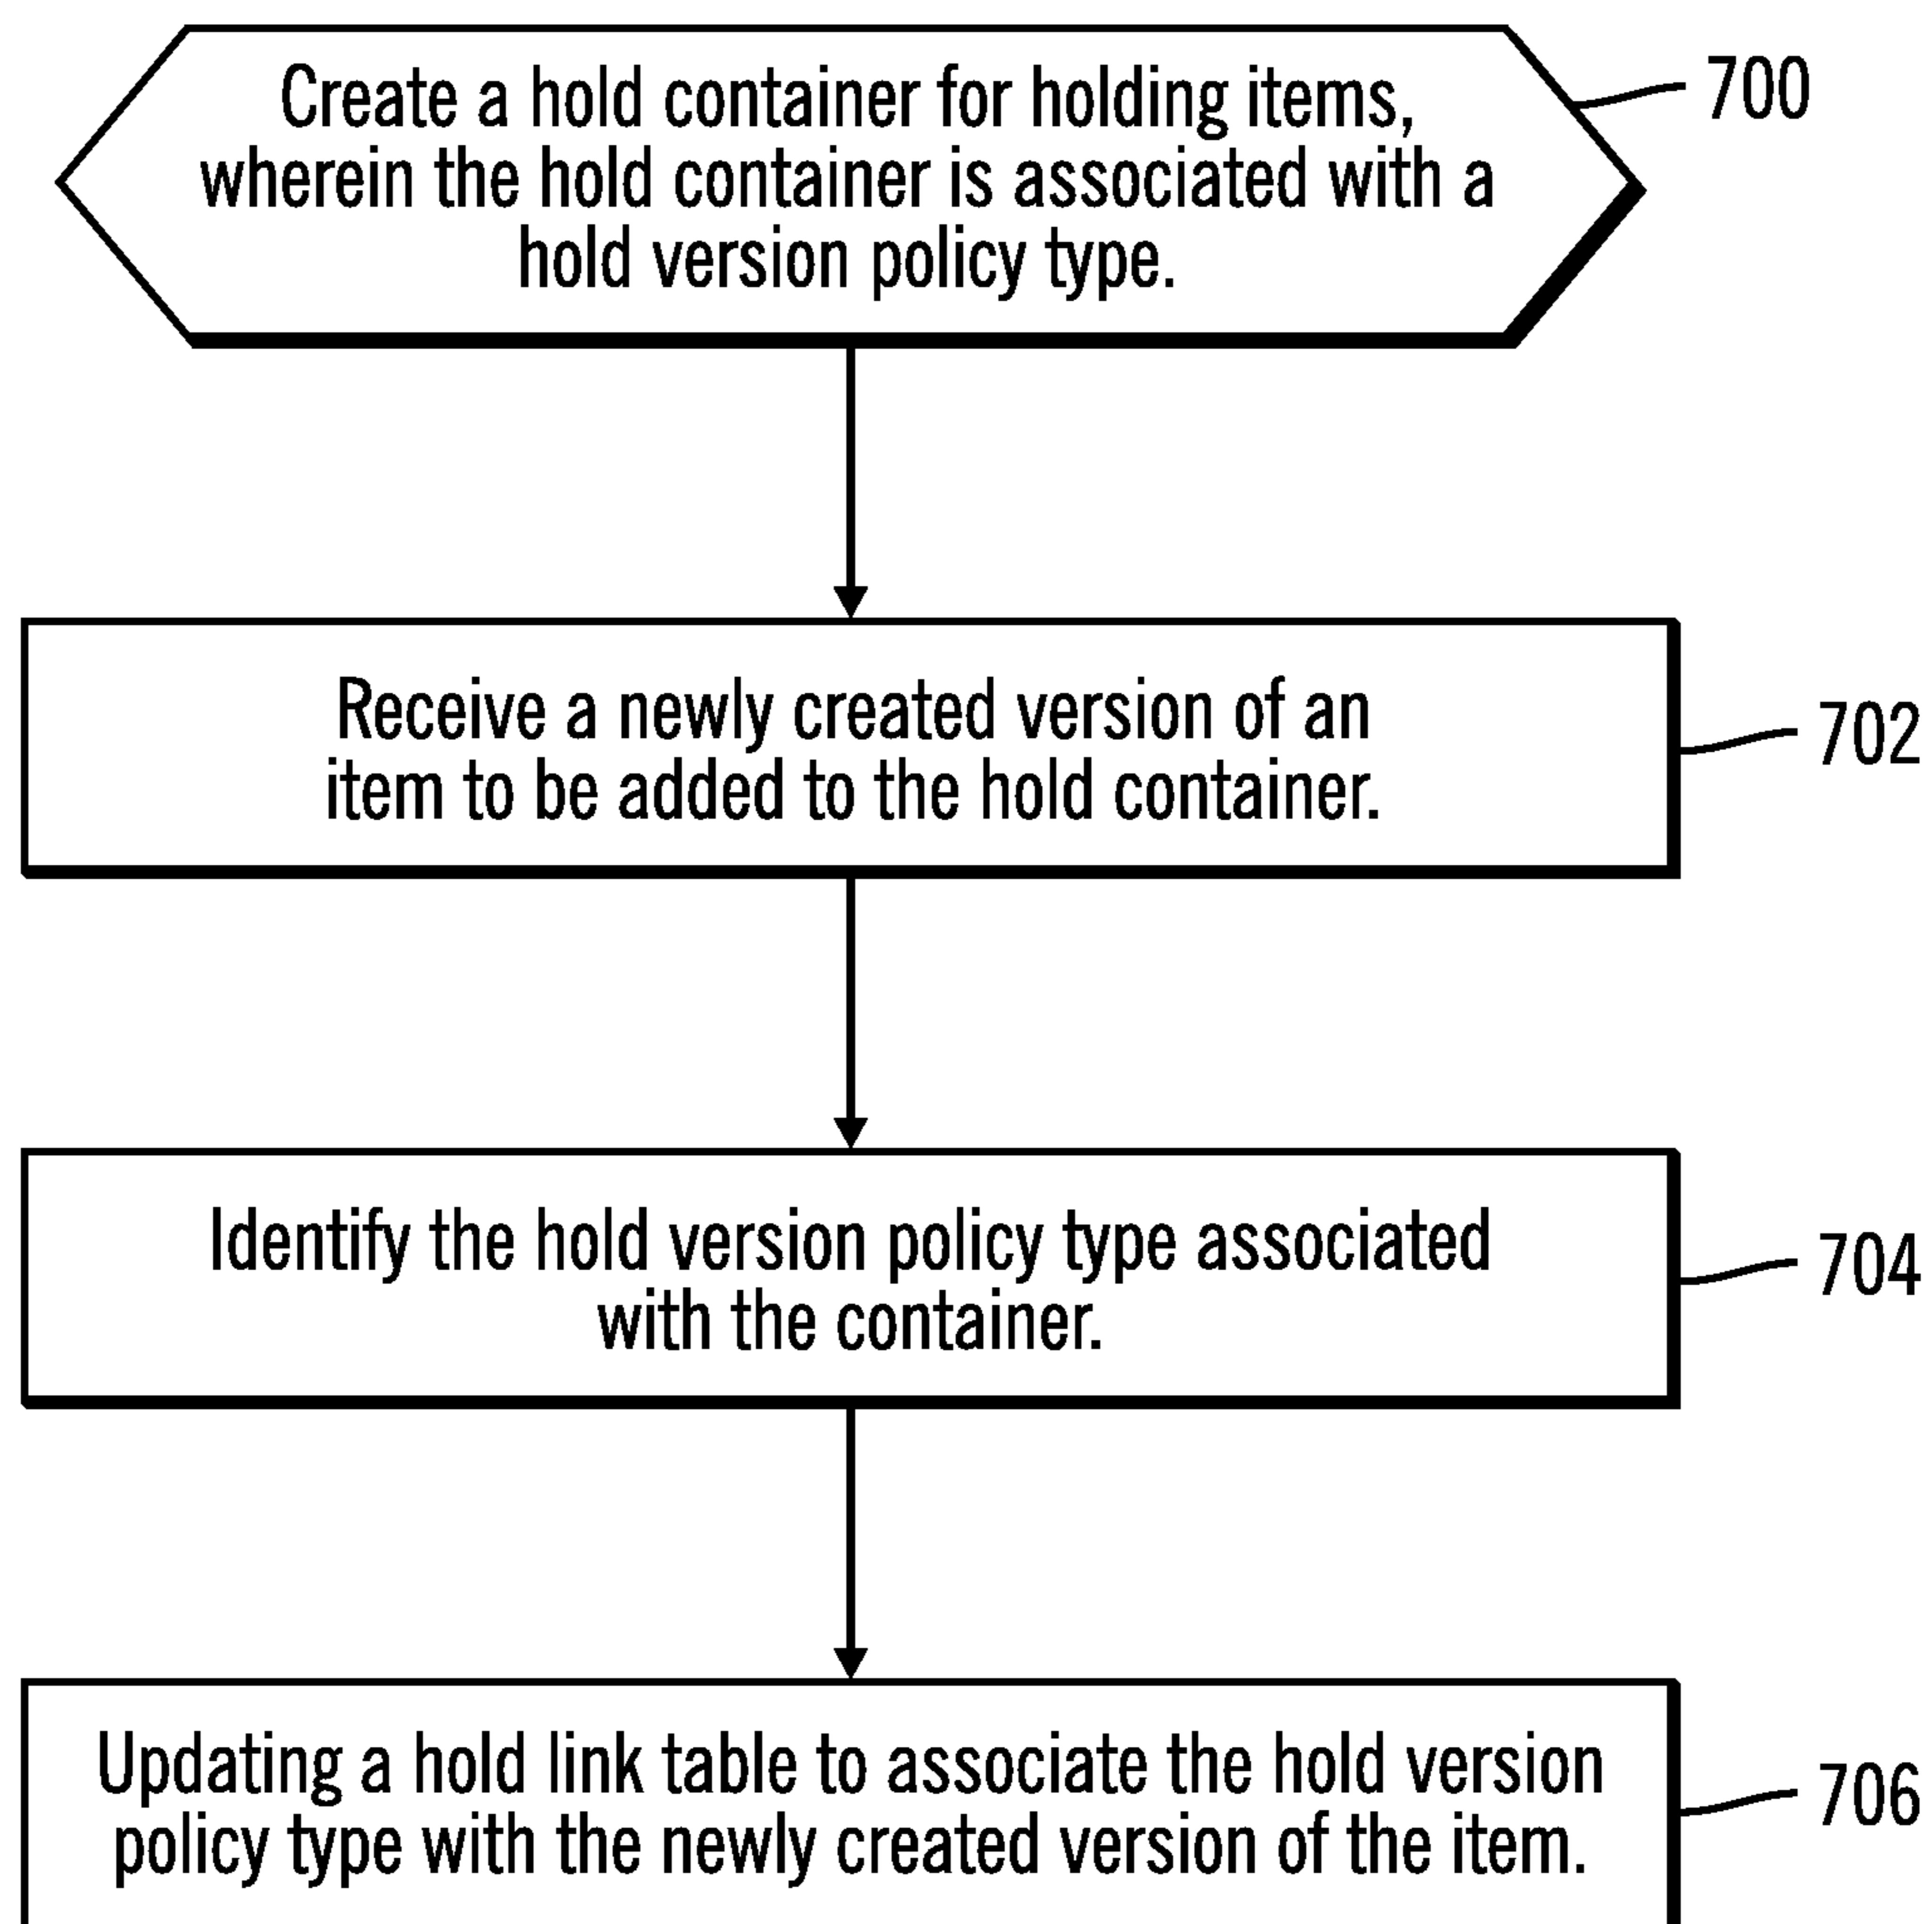 Create a hold container for holding items,
wherein the hold container is associated with a
hold version policy type.
700
Receive a newly created version of an
item to be added to the hold container.
702
Identify the hold version policy type associated
with the container.
704
Updating a hold link table to associate the hold version
policy type with the newly created version of the item.
706